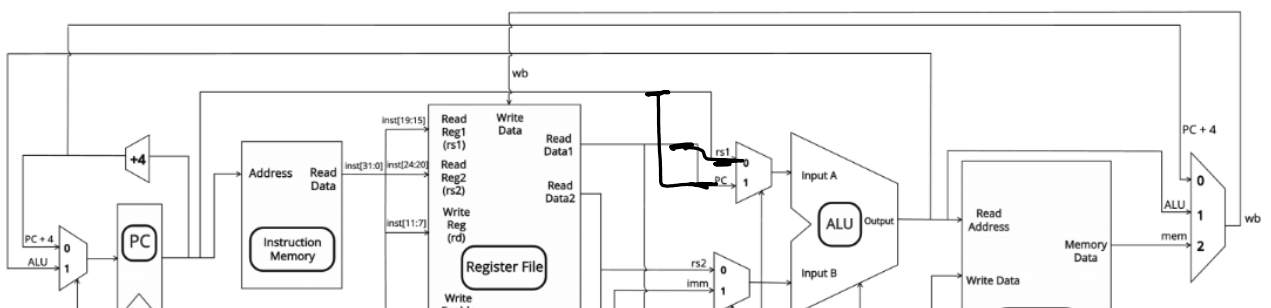 wb
PC + 4
+4
inst[19:15]
Read
Reg1
(rs1)
Write
Data
Read
Data1
rs1
0
PC
1
Address
Read
Data
inst[31:0]
inst[24:20]
Read
Reg2
(rs2)
Read
Data2
Input A
0
ALU
1
wb
mem
2
inst[11:7]
Write
Reg
(rd)
PC
PC + 4
0
ALU
1
Instruction
Memory
Register File
ALU
Output
Read
Address
Memory
Data
rs2
0
imm
1
Input B
Write Data
Write